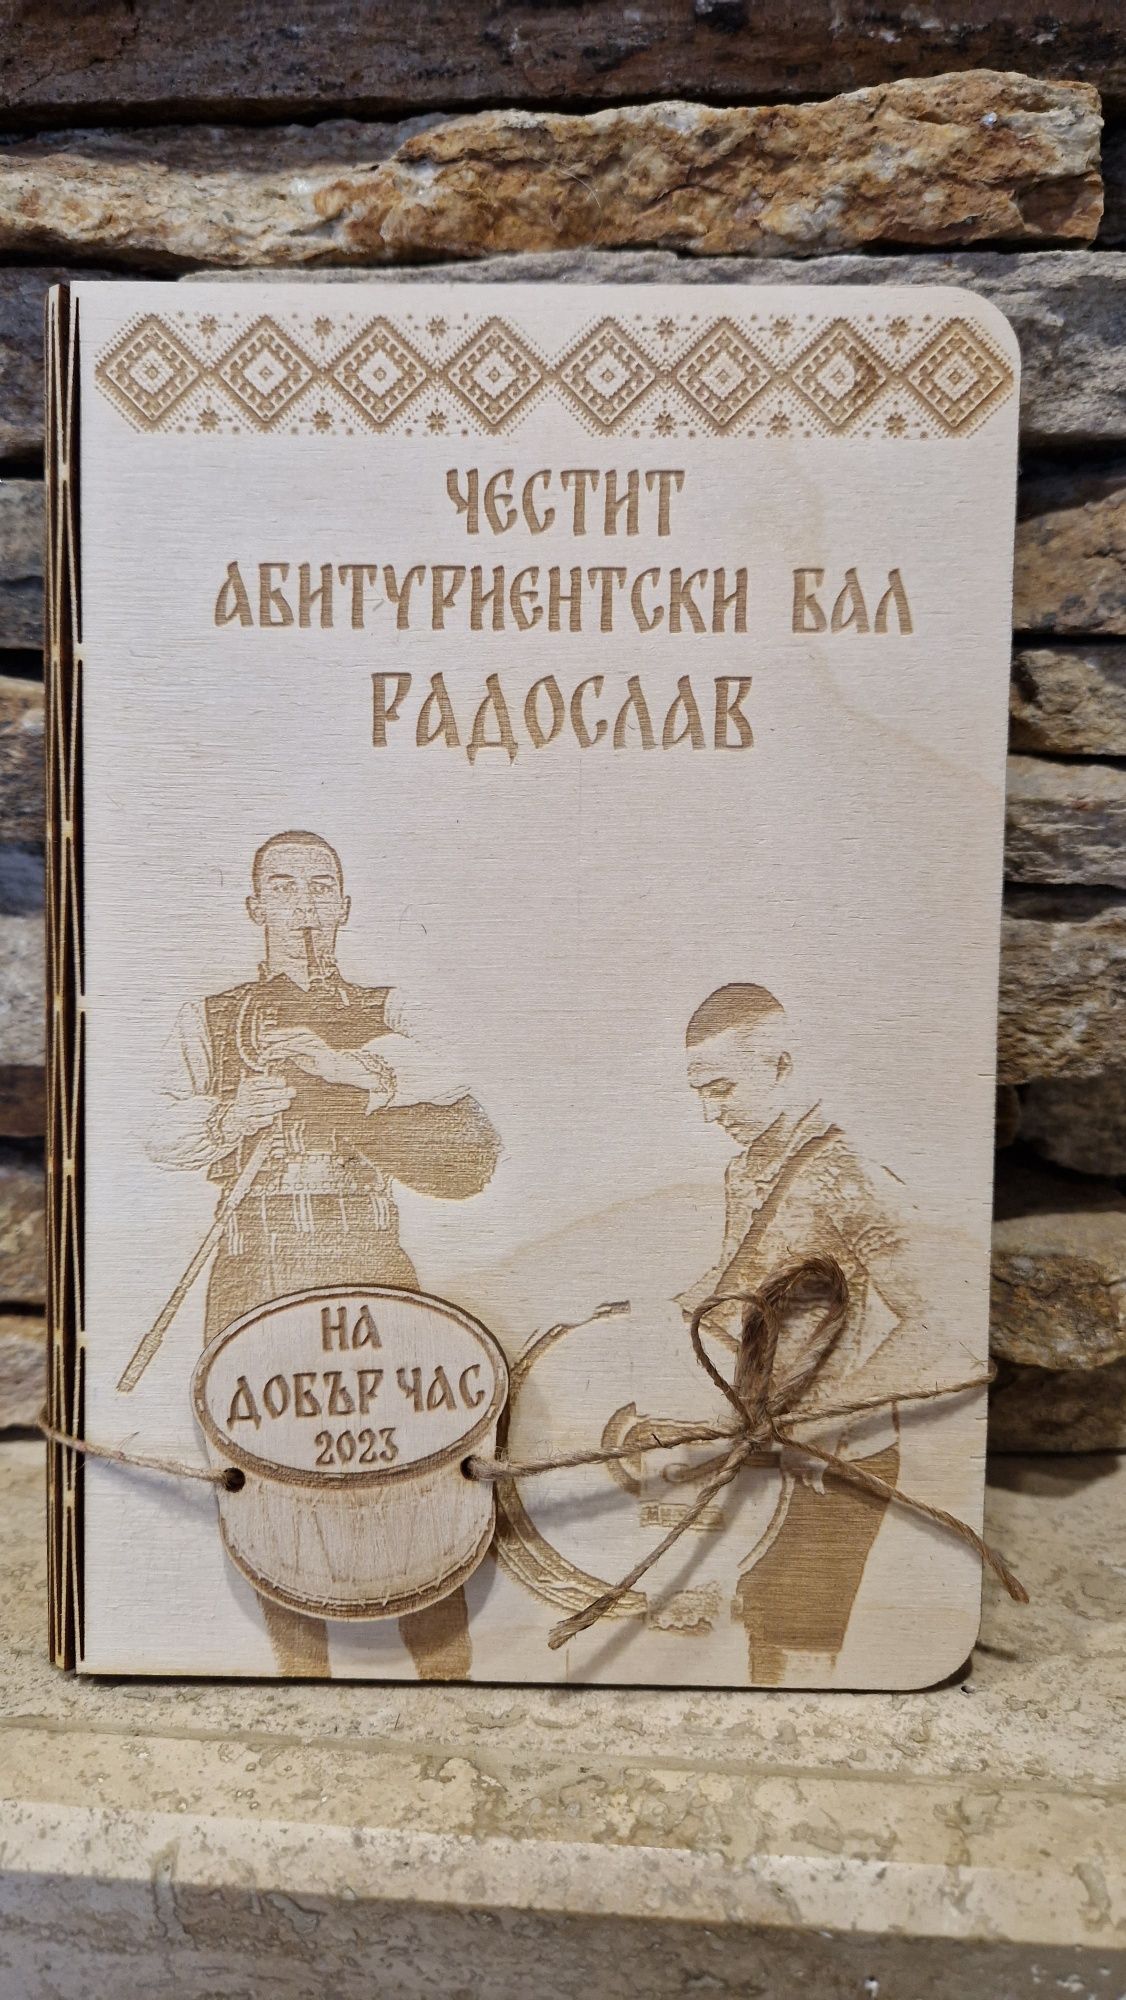 ЧЕСТИТ
АБИТУРИЕНТСКИ БАЛ
РАДОСЛАВ
НА
ДОБЪР ЧАС
2023